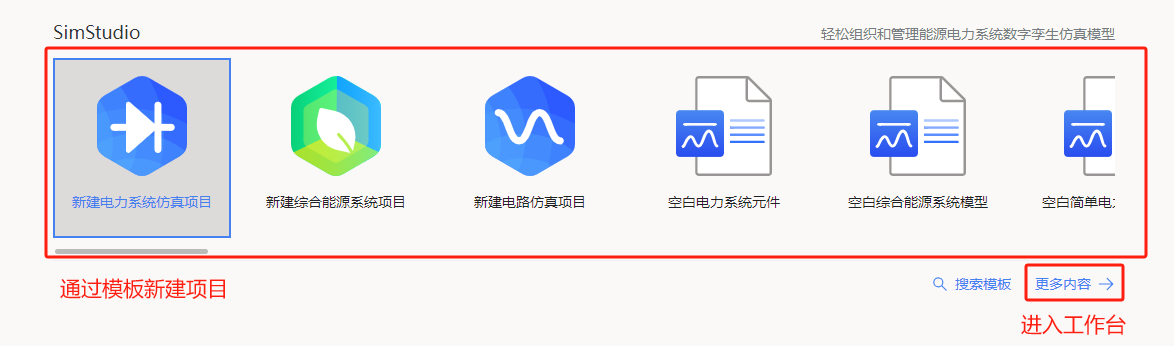 SimStudio
轻松组织和管理能源电力系统数字孪生仿真模型
新建电力系统仿真项目
新建综合能源系统项目
新建电路仿真项目
空白电力系统元件
空白综合能源系统模型
空白简单电
通过模板新建项目
搜索模板
更多内容
进入工作台